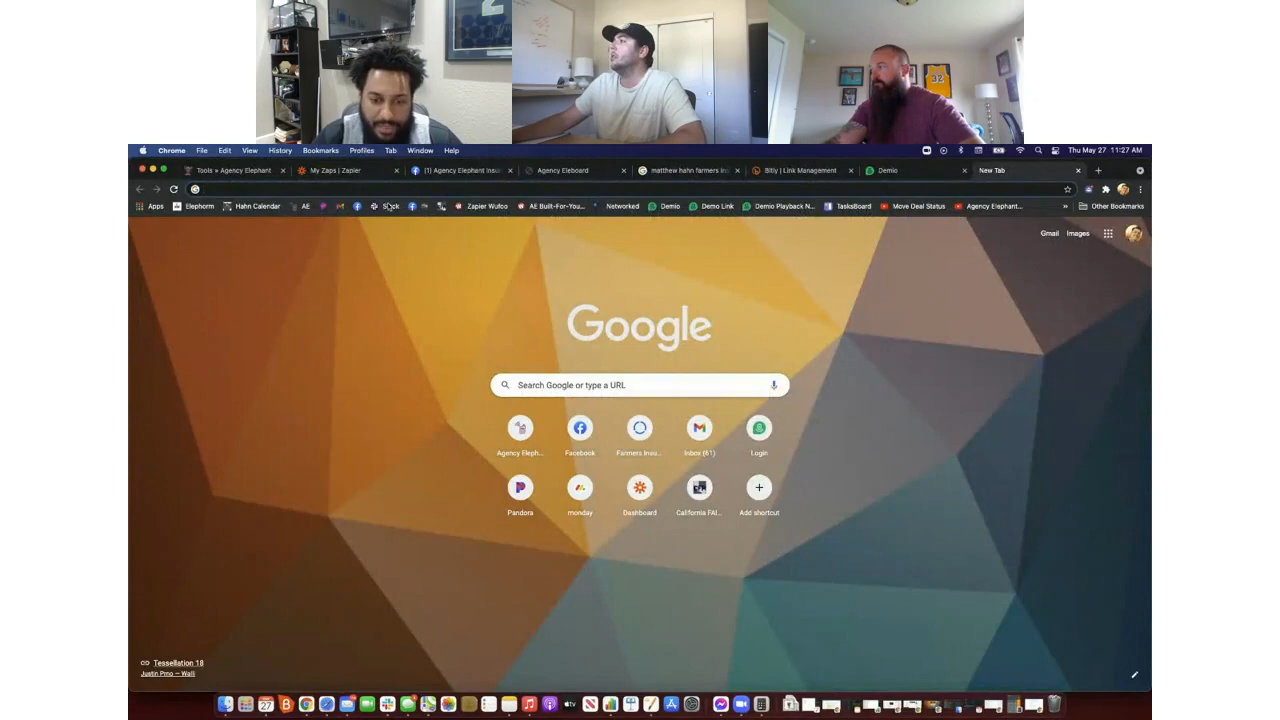 2
32
Chrome File Edit View History Bookmarks Profiles Tab Window Help Thu May 27 11:27 AM
Tools » Agency Elephant My Zaps | Zapier (1) Agency Elephant Insu Agency Eleboard matthew hahn farmers in Bitly | Link Management Demio New Tab
Apps Elephorm Hahn Calendar AE Slack Zapier Wufoo AE Built-For-You... Networked Demio Demo Link Demio Playback N... TasksBoard Move Deal Status Agency Elephant... » Other Bookmarks
Gmail Images
Google
Search Google or type a URL
Agency Eleph... Facebook Farmers Insu... Inbox (61) Login
Pandora monday Dashboard California FAI... Add shortcut
Tessellation 18
Justin Prno — Walli